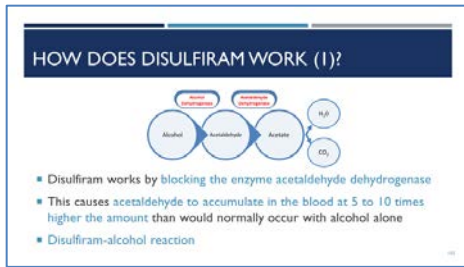 HOW DOES DISULFIRAM WORK (1)?
Alcohol
dehydrogenase
Acetaldehyde
dehydrogenase
Alcohol
Acetaldehyde
Acetate
H₂0
CO₂
Disulfiram works by blocking the enzyme acetaldehyde dehydrogenase
This causes acetaldehyde to accumulate in the blood at 5 to 10 times
higher the amount than would normally occur with alcohol alone
Disulfiram-alcohol reaction